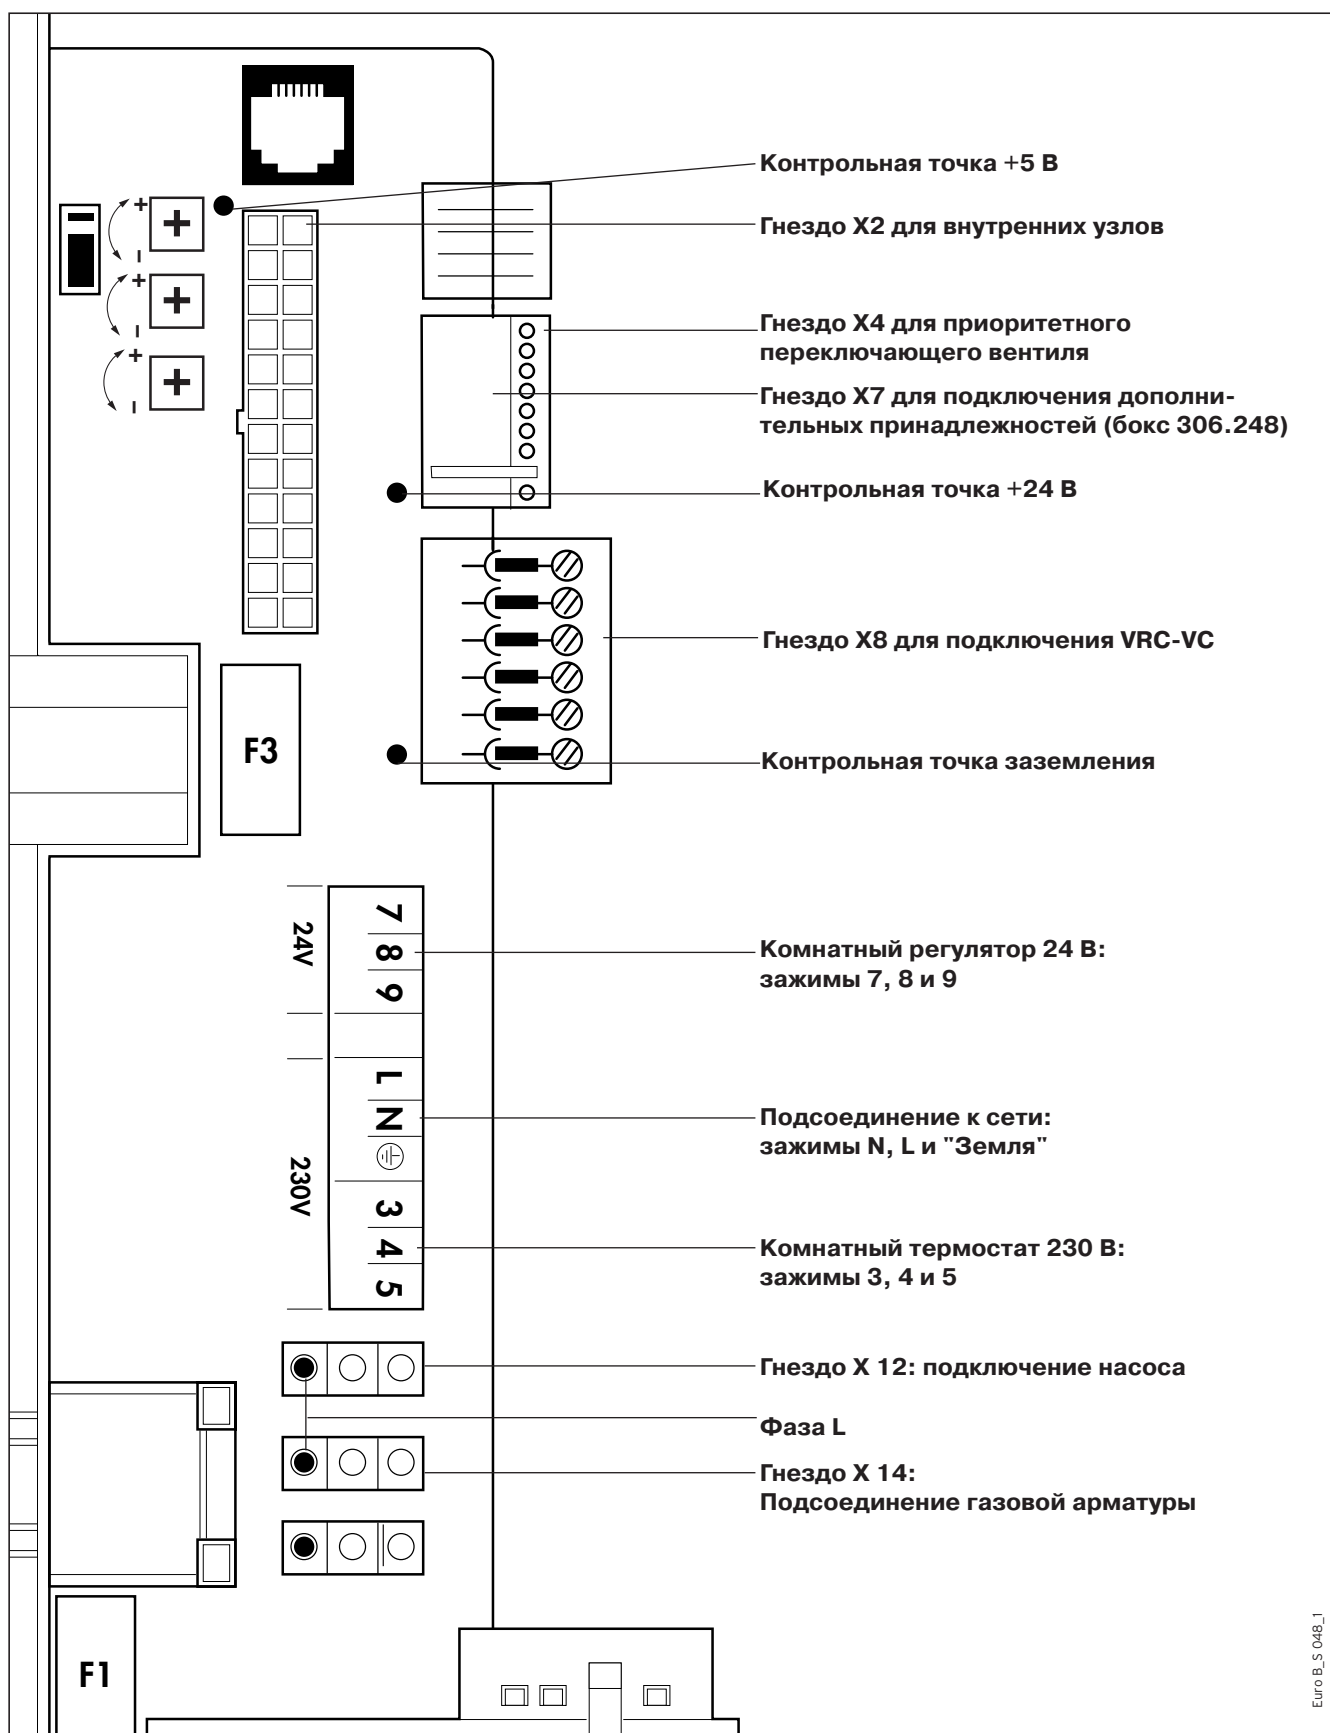 Контрольная точка +5 В
Гнездо X2 для внутренних узлов
Гнездо X4 для приоритетного
переключающего вентиля
Гнездо X7 для подключения дополни-
тельных принадлежностей (бокс 306.248)
Контрольная точка +24 В
Гнездо X8 для подключения VRC-VC
F3
Контрольная точка заземления
24V
7
8
9
Комнатный регулятор 24 В:
зажимы 7, 8 и 9
230V
L
N
Подсоединение к сети:
зажимы N, L и "Земля"
3
4
5
Комнатный термостат 230 В:
зажимы 3, 4 и 5
Гнездо X 12: подключение насоса
Фаза L
Гнездо X 14:
Подсоединение газовой арматуры
F1
Euro B_S 048_1